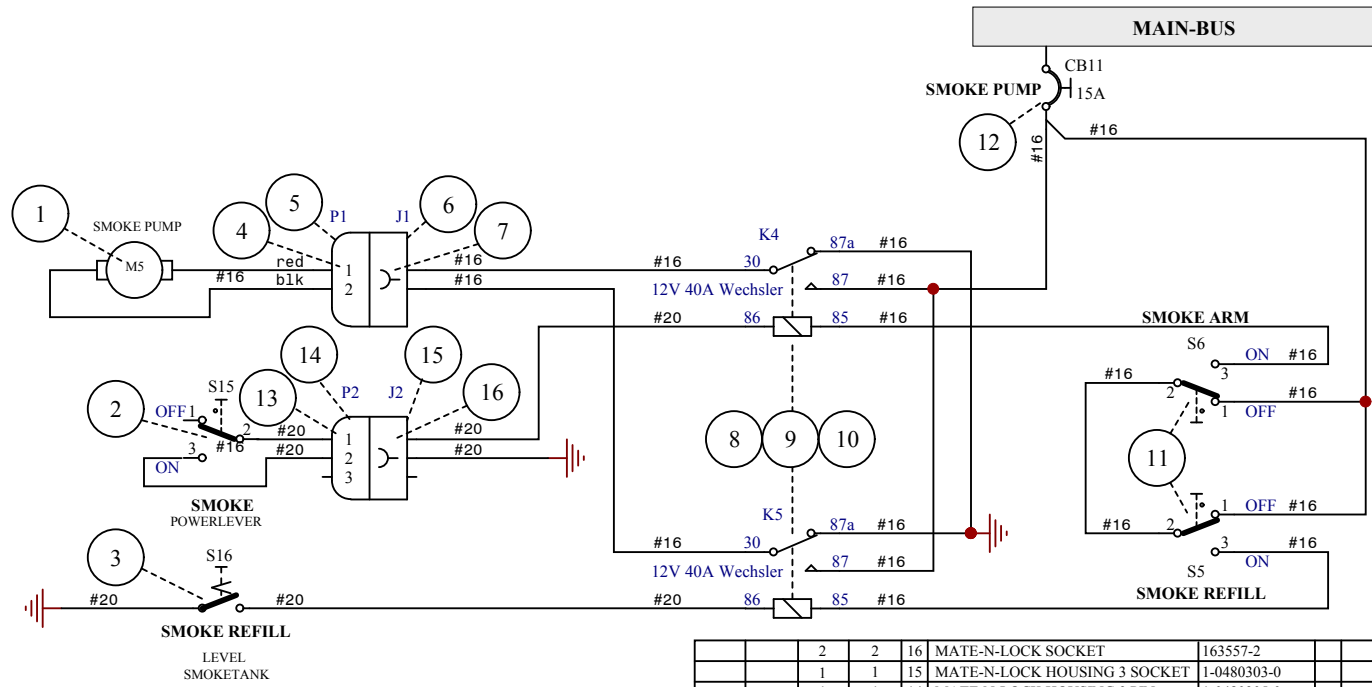 MAIN-BUS
CB11
SMOKE PUMP
15A
12
#16
#16
1
SMOKE PUMP
M5
4
5
P1
J1
6
7
red
#16
blk
1
2
#16
#16
#16
#16
K4
30
87a
#16
12V 40A Wechsler
87
#16
#20
86
85
#16
SMOKE ARM
S6
ON
#16
3
#16
2
1
#16
OFF
11
2
S15
OFF
1
2
#16
3
ON
SMOKE
POWERLEVER
13
14
P2
J2
15
16
#20
#20
1
2
3
#20
#20
8
9
10
K5
30
87a
#16
#16
12V 40A Wechsler
87
#16
1
OFF
#16
#16
2
3
#16
ON
S5
SMOKE REFILL
3
S16
#20
#20
#20
86
85
#16
SMOKE REFILL
LEVEL
SMOKETANK
2 2 16 MATE-N-LOCK SOCKET 163557-2
1 1 15 MATE-N-LOCK HOUSING 3 SOCKET 1-0480303-0